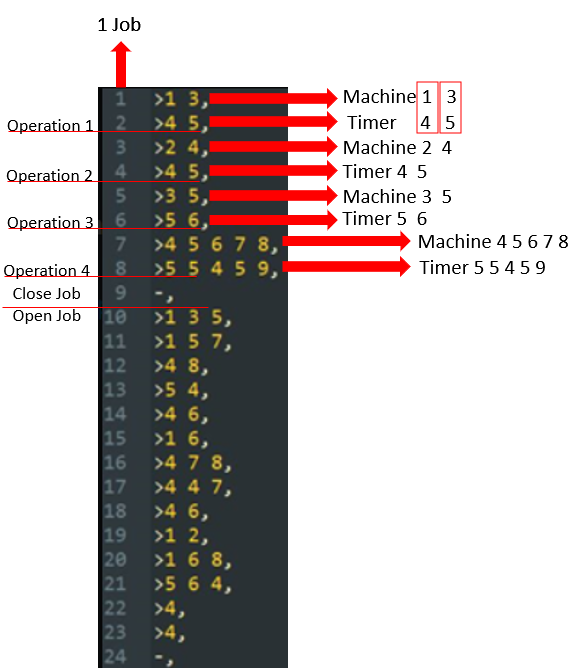 1 Job
1 >1 3, Machine 1 3
Operation 1 2 >4 5, Timer 4 5
3 >2 4, Machine 2 4
Operation 2 4 >4 5, Timer 4 5
5 >3 5, Machine 3 5
Operation 3 6 >5 6, Timer 5 6
7 >4 5 6 7 8, Machine 4 5 6 7 8
Operation 4 8 >5 5 4 5 9, Timer 5 5 4 5 9
Close Job 9 -,
Open Job 10 >1 3 5,
11 >1 5 7,
12 >4 8,
13 >5 4,
14 >4 6,
15 >1 6,
16 >4 7 8,
17 >4 4 7,
18 >4 6,
19 >1 2,
20 >1 6 8,
21 >5 6 4,
22 >4,
23 >4,
24 -,